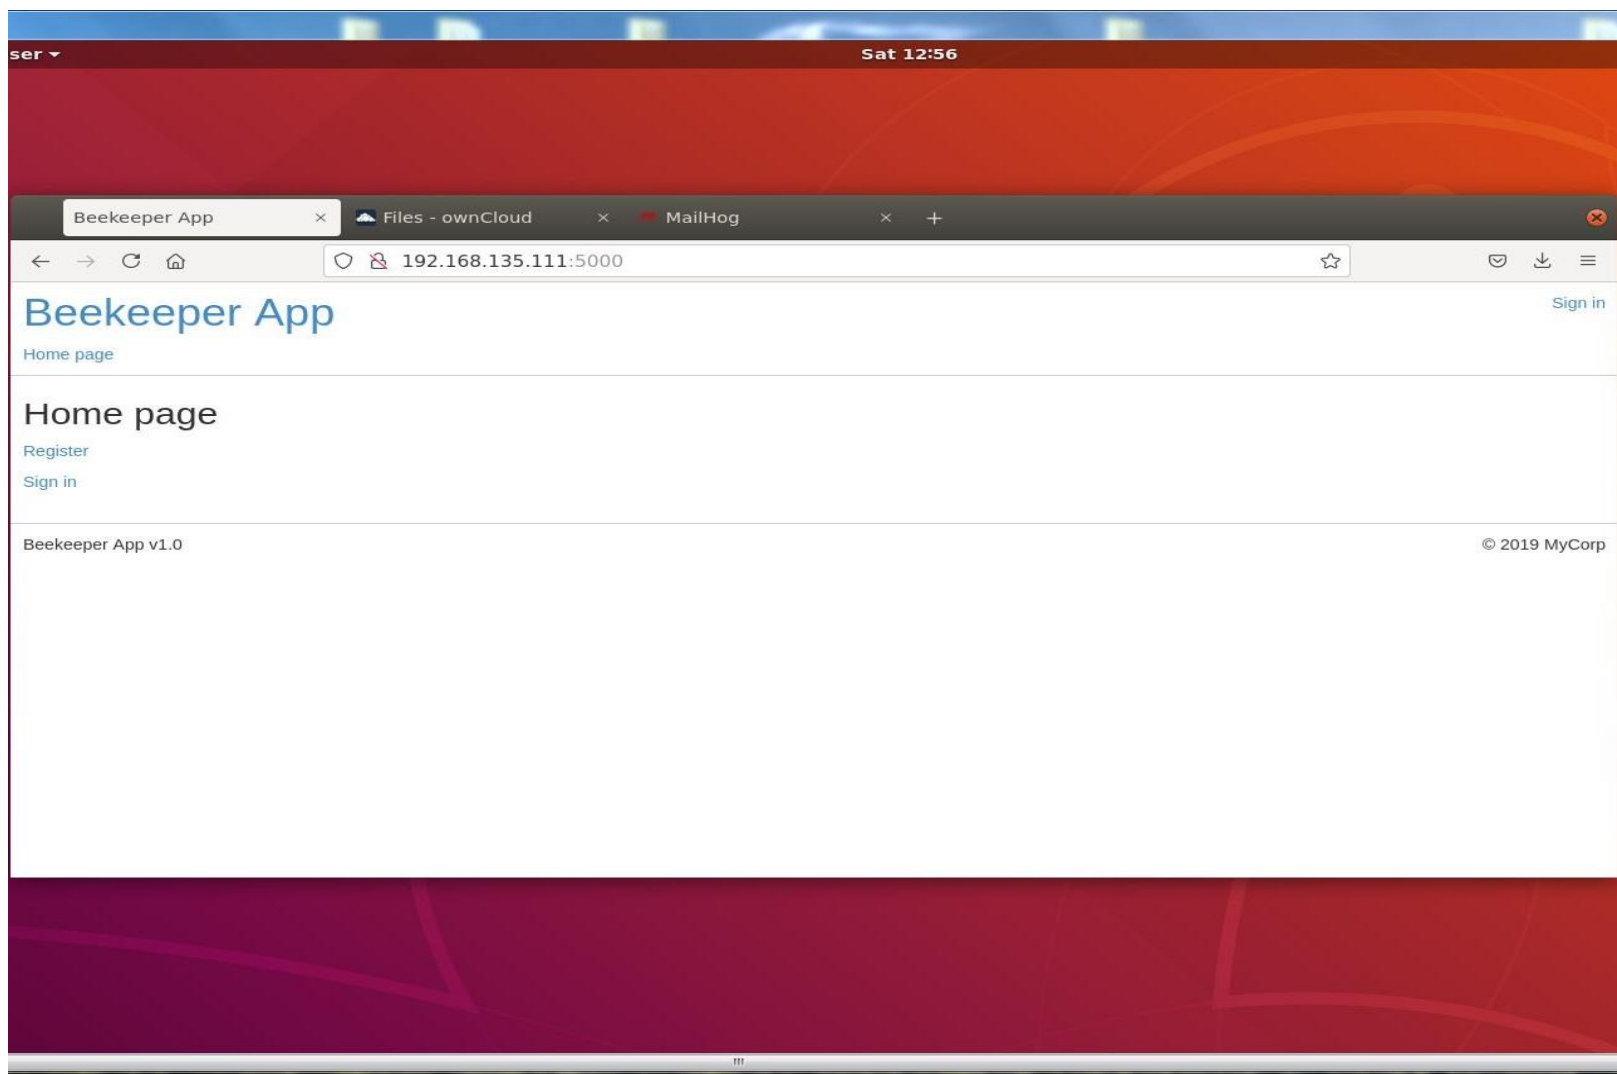 ser
Sat 12:56
Beekeeper App
Files - ownCloud
MailHog
192.168.135.111:5000
Beekeeper App
Sign in
Home page
Home page
Register
Sign in
Beekeeper App v1.0
© 2019 MyCorp